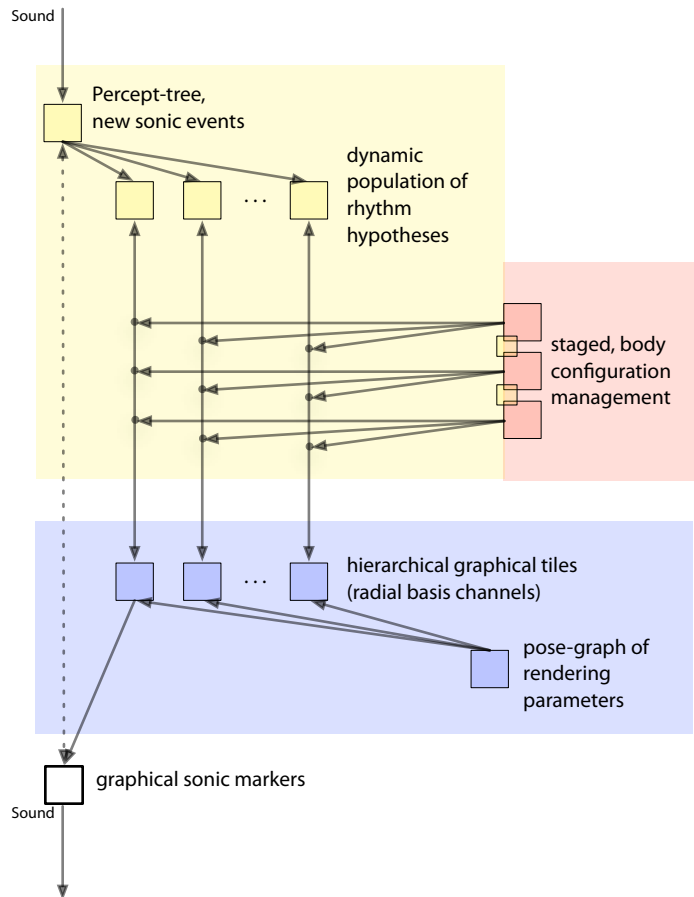 Sound
Percept-tree,
new sonic events
dynamic
population of
rhythm
hypotheses
...
staged, body
configuration
management
hierarchical graphical tiles
(radial basis channels)
...
pose-graph of
rendering
parameters
graphical sonic markers
Sound